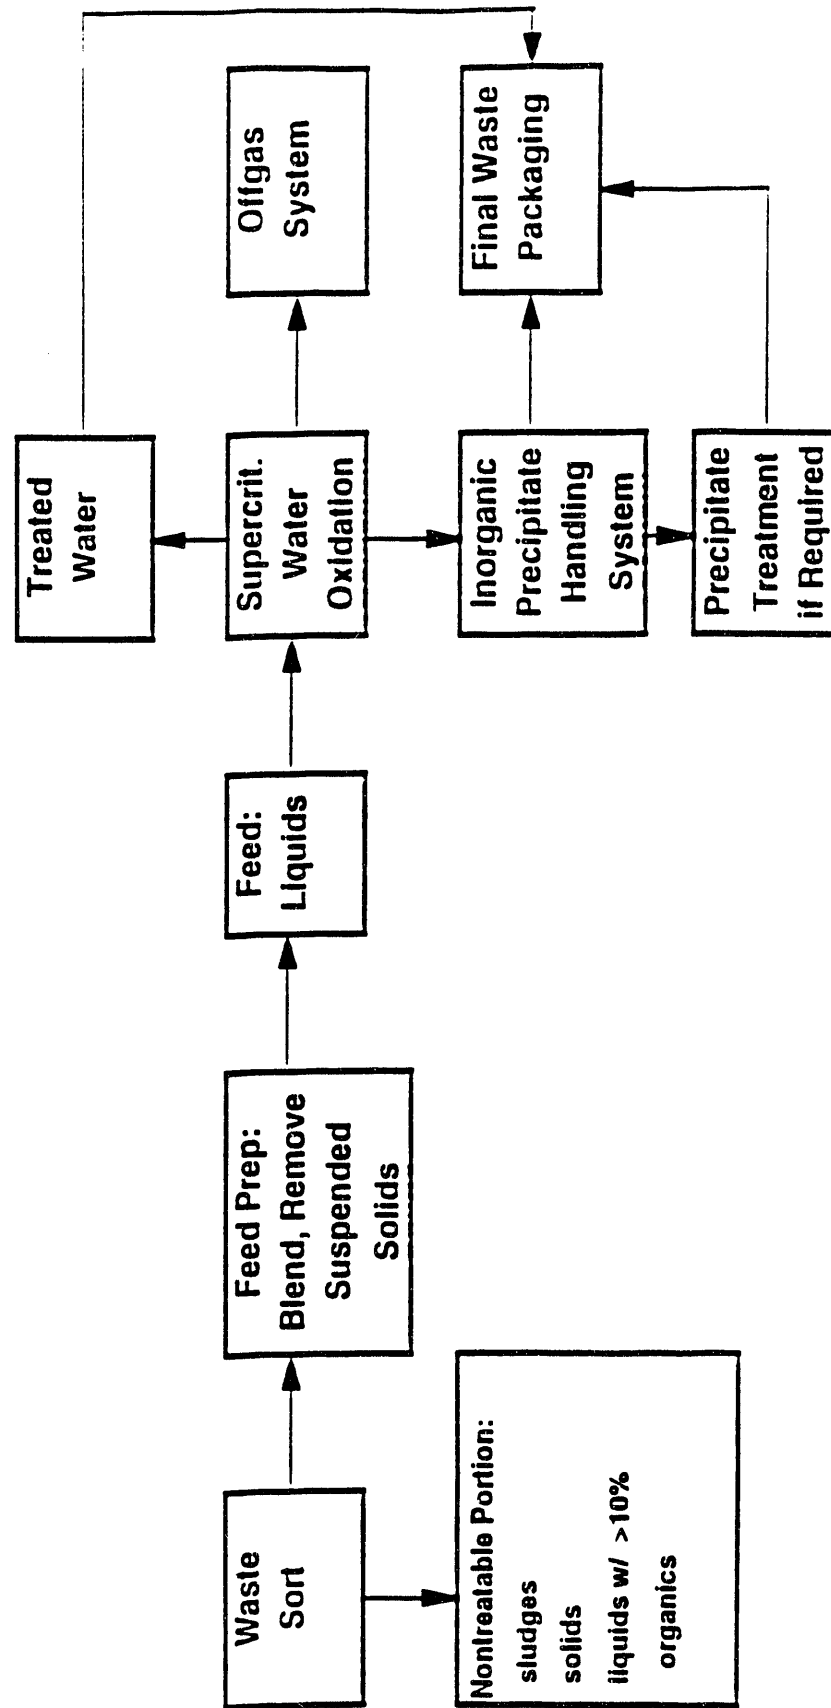 Waste
Sort
Nontreatable Portion:
sludges
solids
liquids w/ >10%
organics
Feed Prep:
Blend, Remove
Suspended
Solids
Feed:
Liquids
Treated
Water
Supercrit.
Water
Oxidation
Inorganic
Precipitate
Handling
System
Precipitate
Treatment
if Required
Offgas
System
Final Waste
Packaging